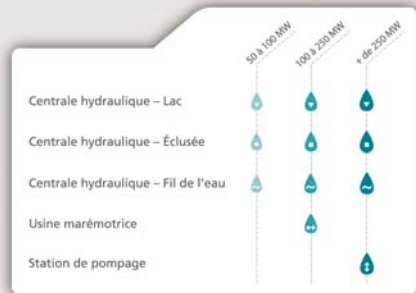 50 à 100 MW
100 à 250 MW
+ de 250 MW
Centrale hydraulique – Lac
Centrale hydraulique – Éclusée
Centrale hydraulique – Fil de l'eau
Usine marémotrice
Station de pompage